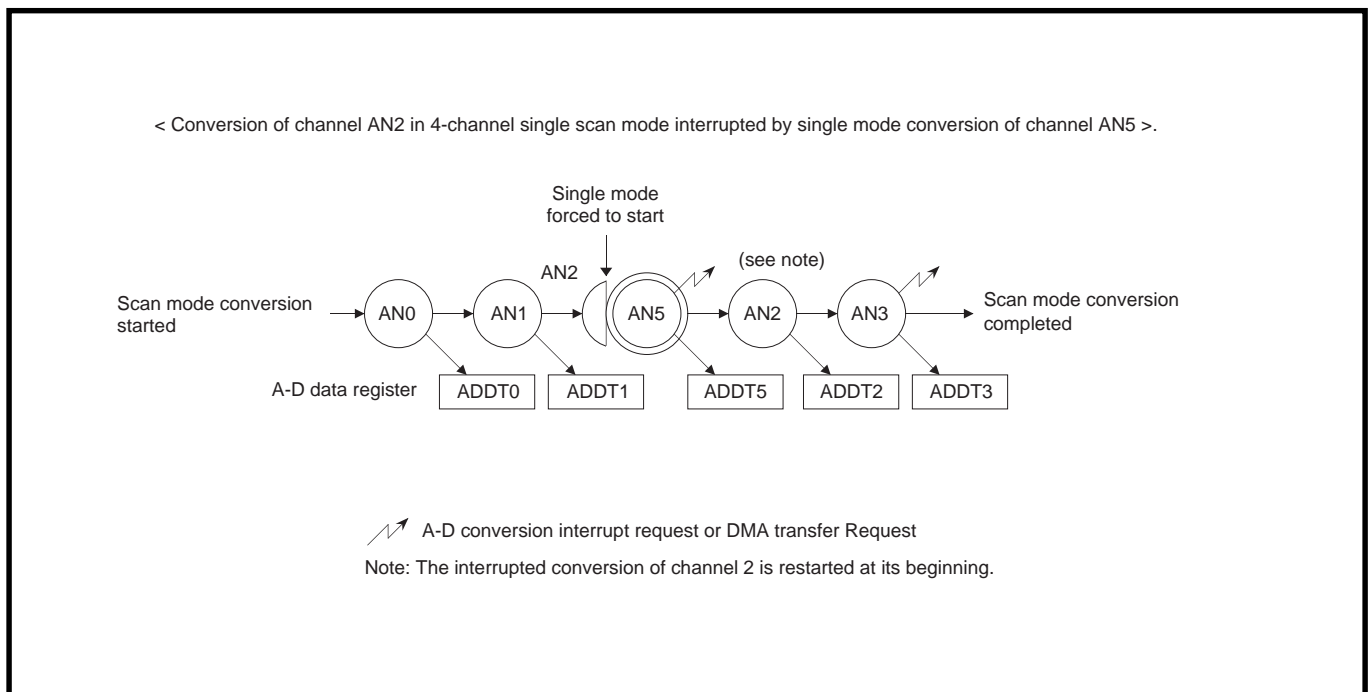 < Conversion of channel AN2 in 4-channel single scan mode interrupted by single mode conversion of channel AN5 >.
Single mode
forced to start
AN2
(see note)
Scan mode conversion
started
AN0
AN1
AN5
AN2
AN3
Scan mode conversion
completed
A-D data register
ADDT0
ADDT1
ADDT5
ADDT2
ADDT3
A-D conversion interrupt request or DMA transfer Request
Note: The interrupted conversion of channel 2 is restarted at its beginning.